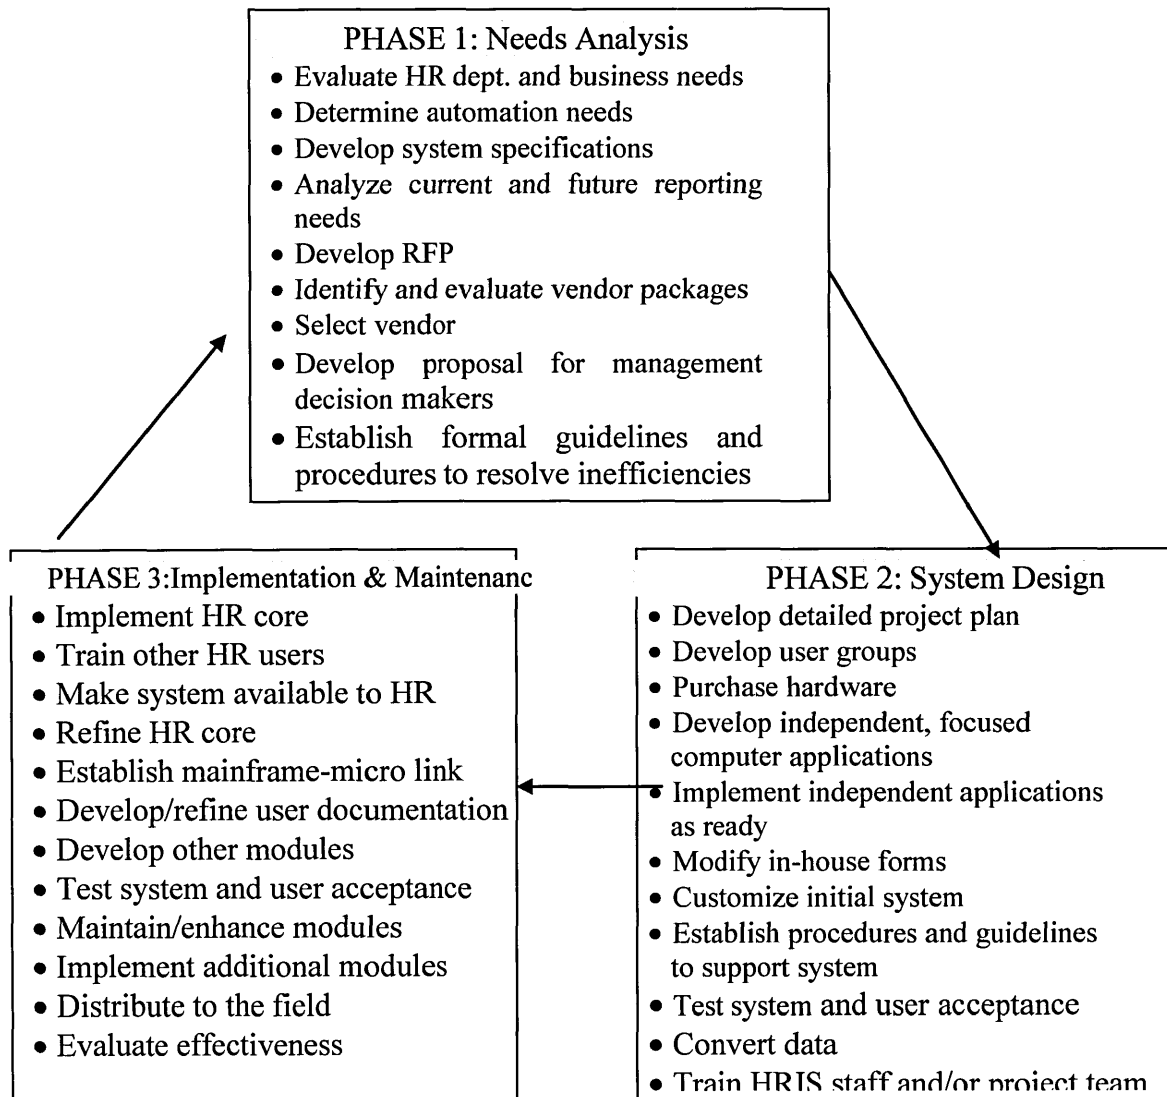 PHASE 1: Needs Analysis
• Evaluate HR dept. and business needs
• Determine automation needs
• Develop system specifications
• Analyze current and future reporting
needs
• Develop RFP
• Identify and evaluate vendor packages
• Select vendor
• Develop proposal for management
decision makers
• Establish formal guidelines and
procedures to resolve inefficiencies
PHASE 3:Implementation & Maintenanc
• Implement HR core
• Train other HR users
• Make system available to HR
• Refine HR core
• Establish mainframe-micro link
• Develop/refine user documentation
• Develop other modules
• Test system and user acceptance
• Maintain/enhance modules
• Implement additional modules
• Distribute to the field
• Evaluate effectiveness
PHASE 2: System Design
• Develop detailed project plan
• Develop user groups
• Purchase hardware
• Develop independent, focused
computer applications
• Implement independent applications
as ready
• Modify in-house forms
• Customize initial system
• Establish procedures and guidelines
to support system
• Test system and user acceptance
• Convert data
• Train HRIS staff and/or project team